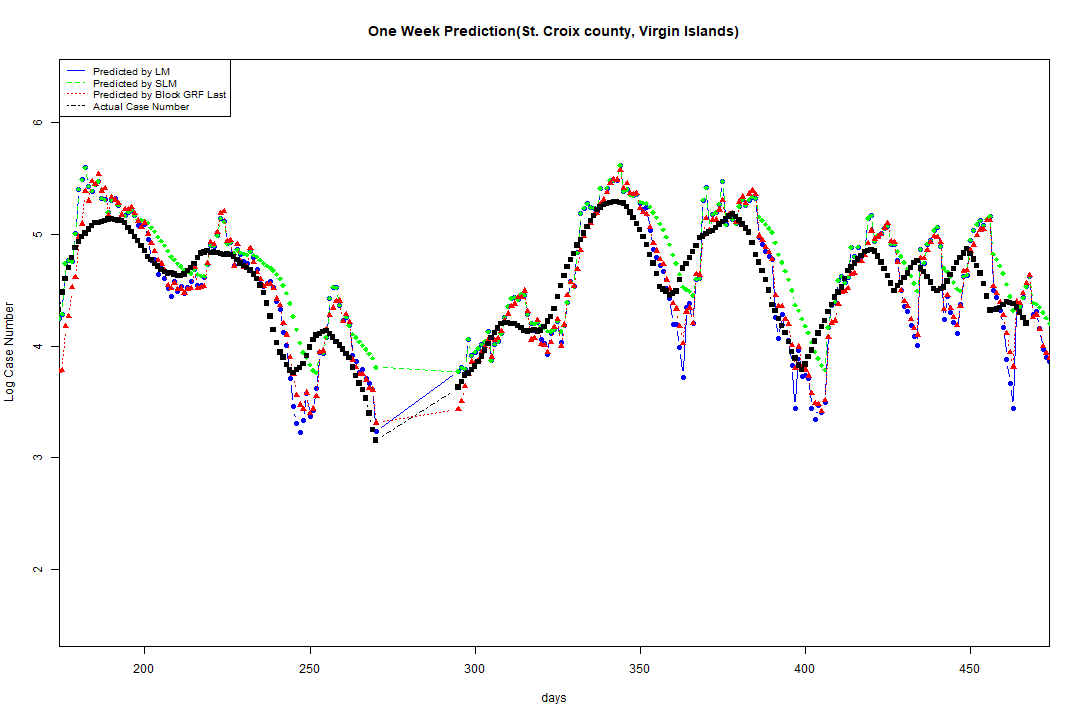 One Week Prediction(St. Croix county, Virgin Islands)
Predicted by LM
Predicted by SLM
Predicted by Block GRF Last
Actual Case Number
Log Case Number
6
5
4
3
2
200 250 300 350 400 450
days